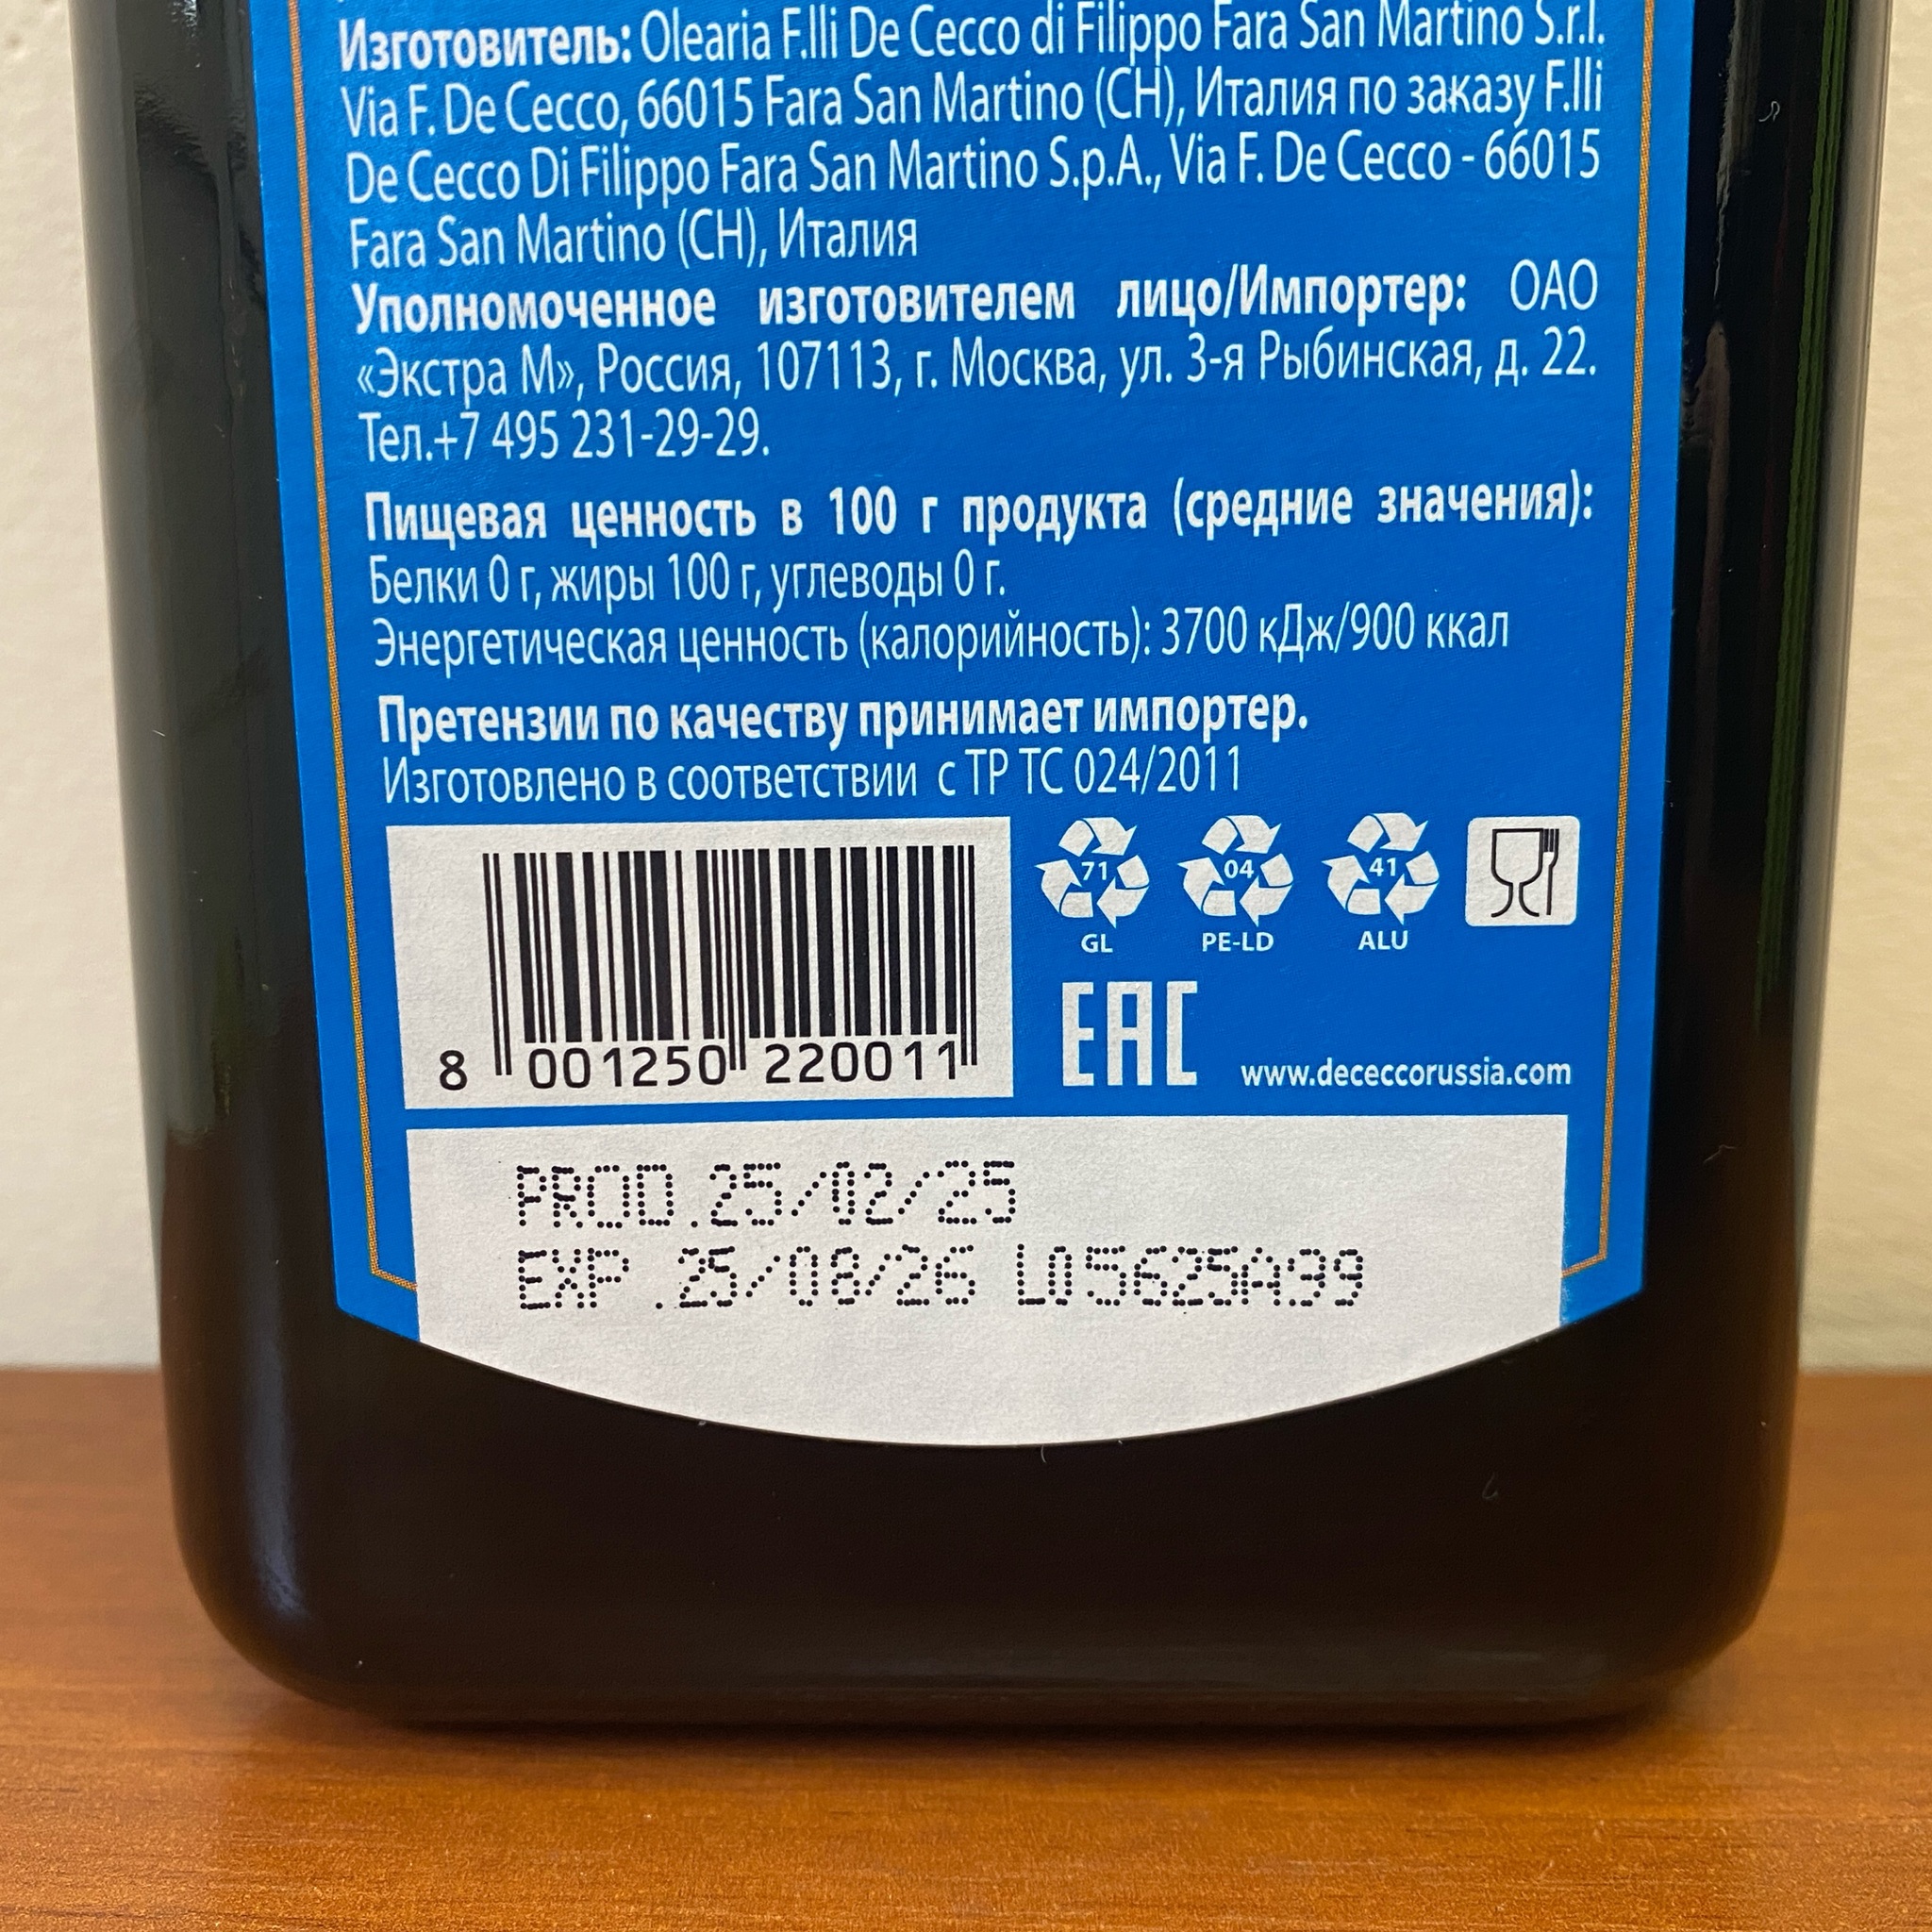 Изготовитель: Olearia F.lli De Cecco di Filippo Fara San Martino S.r.l.
Via F. De Cecco, 66015 Fara San Martino (CH), Италия по заказу F.lli
De Cecco Di Filippo Fara San Martino S.p.A., Via F. De Cecco - 66015
Fara San Martino (CH), Италия
Уполномоченное изготовителем лицо/Импортер: ОАО
«Экстра М», Россия, 107113, г. Москва, ул. 3-я Рыбинская, д. 22.
Тел.+7 495 231-29-29.
Пищевая ценность в 100 г продукта (средние значения):
Белки 0 г, жиры 100 г, углеводы 0 г.
Энергетическая ценность (калорийность): 3700 кДж/900 ккал
Претензии по качеству принимает импортер.
Изготовлено в соответствии с ТР ТС 024/2011
71 04 41
GL PE-LD ALU
EAC
www.dececcorussia.com
8 001250 220011
PROD.25/02/25
EXP .25/08/26 L05625A99